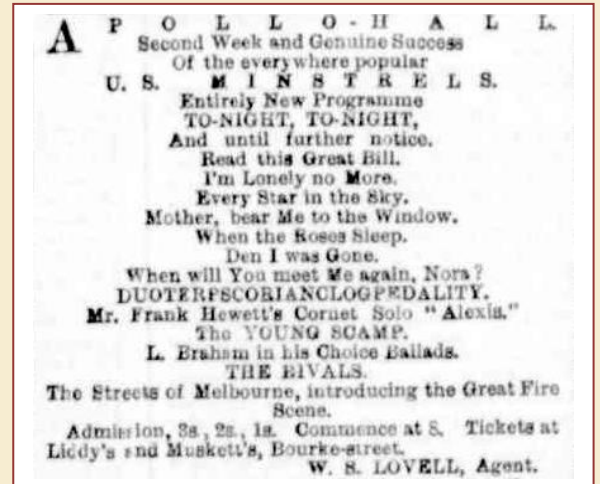 APOLLO-HALL.
Second Week and Genuine Success
Of the everywhere popular
U. S. MINSTRELS.
Entirely New Programme
TO-NIGHT, TO-NIGHT,
And until further notice.
Read this Great Bill.
I'm Lonely no More.
Every Star in the Sky.
Mother, bear Me to the Window.
When the Roses Sleep.
Den I was Gone.
When will You meet Me again, Nora?
DUOTERPSCORIANCLOGPEDALITY.
Mr. Frank Hewett's Cornet Solo "Alexis."
The YOUNG SCAMP.
L. Braham in his Choice Ballads.
THE RIVALS.
The Streets of Melbourne, introducing the Great Fire
Scene.
Admission, 3s., 2s., 1s. Commence at 8. Tickets at
Liddy's and Muskett's, Bourke-street.
W. S. LOVELL, Agent.